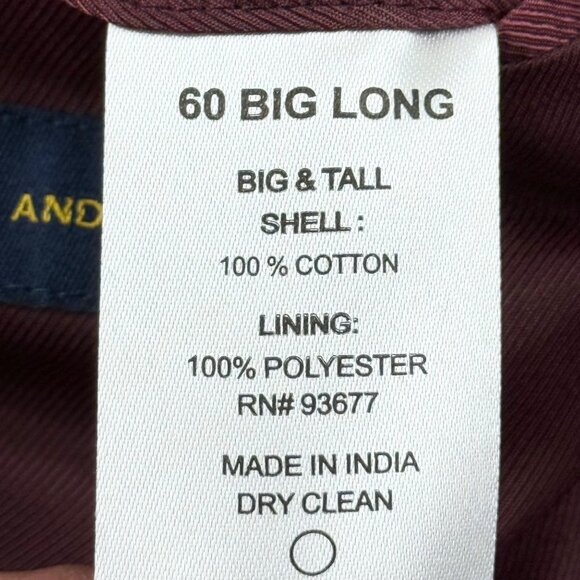 60 BIG LONG
BIG & TALL
SHELL :
100 % COTTON
LINING:
100% POLYESTER
RN# 93677
MADE IN INDIA
DRY CLEAN
AND